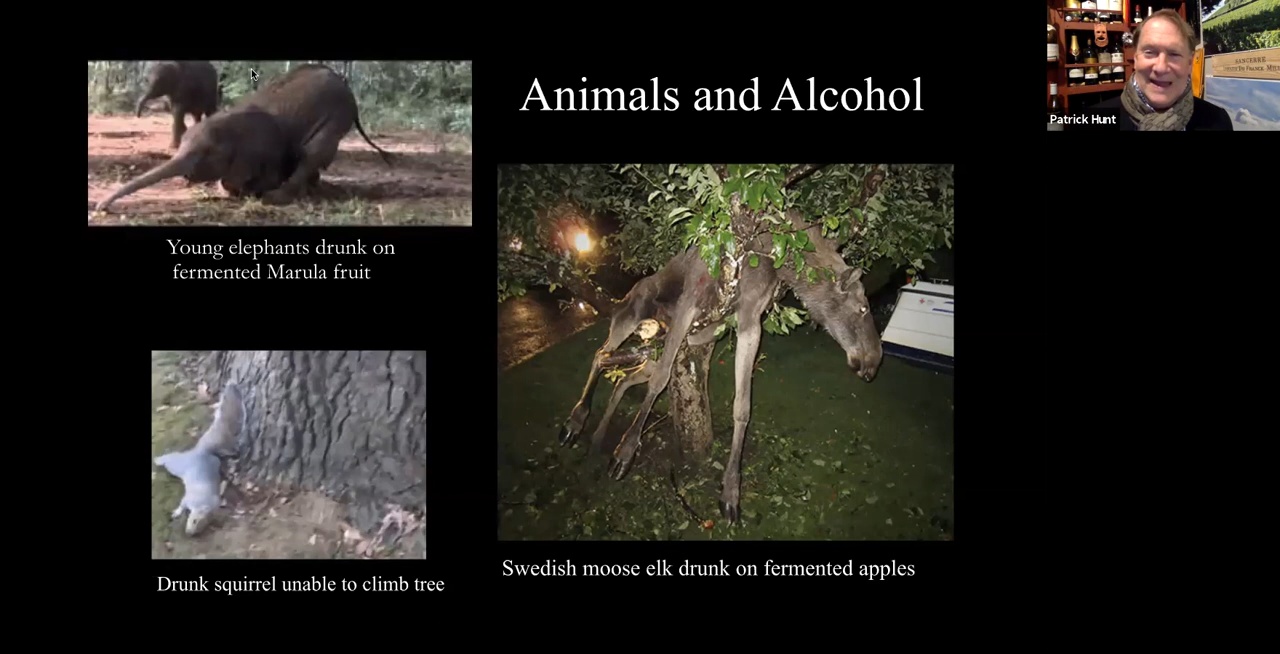 Animals and Alcohol
Patrick Hunt
SANCERRE
Young elephants drunk on
fermented Marula fruit
Drunk squirrel unable to climb tree
Swedish moose elk drunk on fermented apples